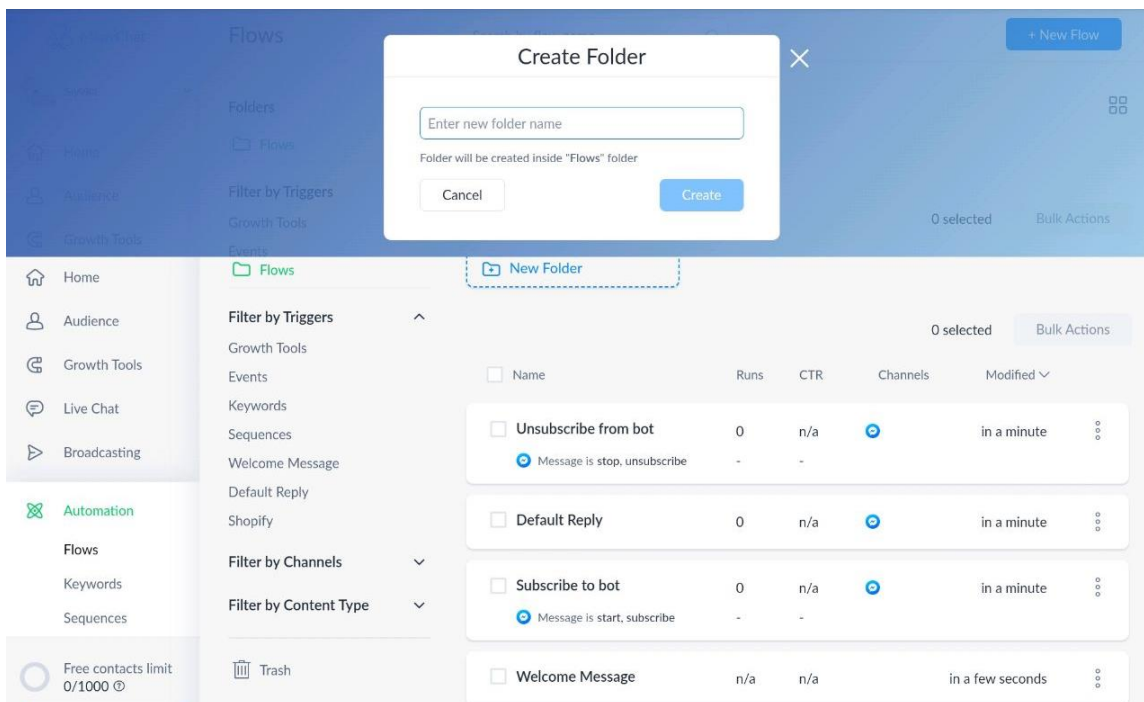 Flows
+ New Flow
Create Folder
Folders
Enter new folder name
Flows
Folder will be created inside "Flows" folder
Home
Filter by Triggers
Cancel
Create
Audience
Growth Tools
0 selected
Bulk Actions
Growth Tools
Events
Flows
New Folder
Home
Filter by Triggers
Audience
0 selected
Bulk Actions
Growth Tools
Growth Tools
Events
Name
Runs
CTR
Channels
Modified
Keywords
Live Chat
Sequences
Unsubscribe from bot
0
n/a
in a minute
Broadcasting
Welcome Message
Message is stop, unsubscribe
-
-
Default Reply
Automation
Shopify
Default Reply
0
n/a
in a minute
Flows
Filter by Channels
Keywords
Subscribe to bot
0
n/a
in a minute
Filter by Content Type
Sequences
Message is start, subscribe
-
-
Free contacts limit
0/1000
Trash
Welcome Message
n/a
n/a
in a few seconds